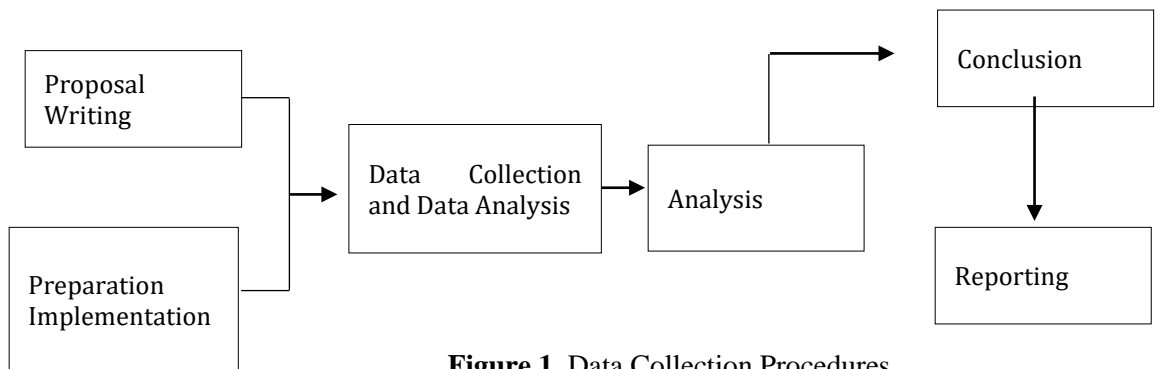 Proposal
Writing
Preparation
Implementation
Data Collection
and Data Analysis
Analysis
Conclusion
Reporting
Figure 1. Data Collection Procedures